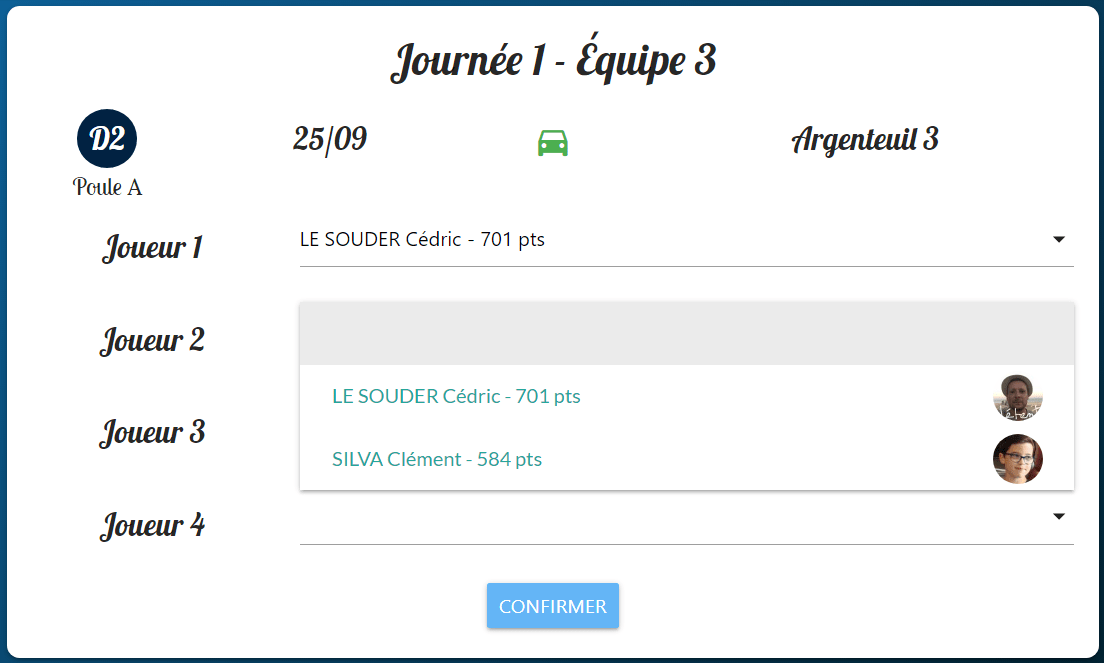 Journée 1 - Équipe 3
D2
25/09
Argenteuil 3
Poule A
Joueur 1
LE SOUDER Cédric - 701 pts
Joueur 2
LE SOUDER Cédric - 701 pts
Joueur 3
SILVA Clément - 584 pts
Joueur 4
CONFIRMER